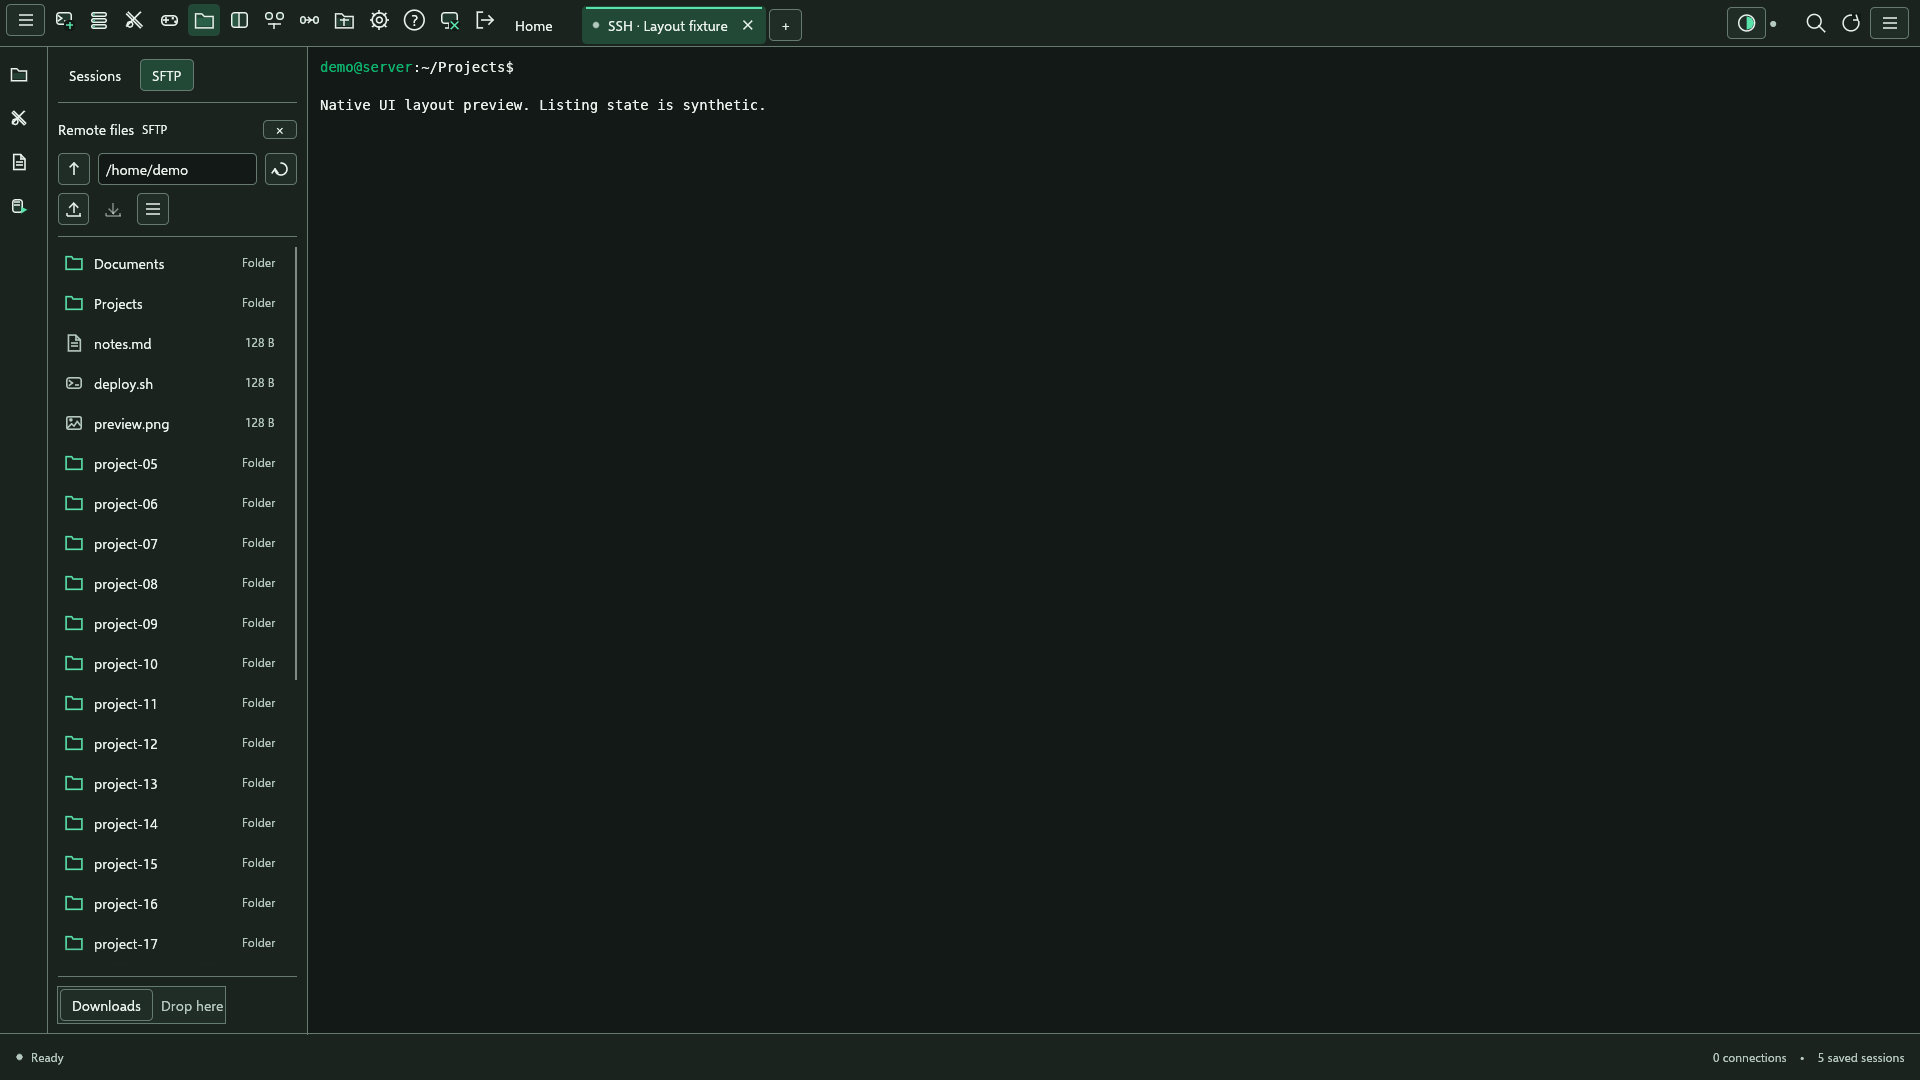 Home
SSH · Layout fixture
+
Sessions
SFTP
demo@server:~/Projects$
Native UI layout preview. Listing state is synthetic.
Remote files SFTP
/home/demo
Documents Folder
Projects Folder
notes.md 128 B
deploy.sh 128 B
preview.png 128 B
project-05 Folder
project-06 Folder
project-07 Folder
project-08 Folder
project-09 Folder
project-10 Folder
project-11 Folder
project-12 Folder
project-13 Folder
project-14 Folder
project-15 Folder
project-16 Folder
project-17 Folder
Downloads Drop here
Ready
0 connections • 5 saved sessions